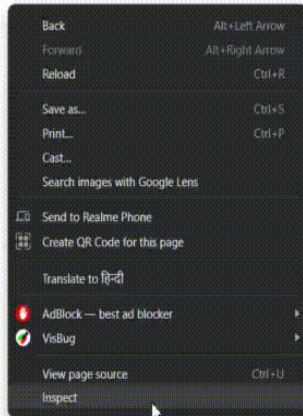 Back Alt+Left Arrow
Forward Alt+Right Arrow
Reload Ctrl+R
Save as... Ctrl+S
Print... Ctrl+P
Cast...
Search images with Google Lens
Send to Realme Phone
Create QR Code for this page
Translate to हिन्दी
AdBlock — best ad blocker
VisBug
View page source Ctrl+U
Inspect